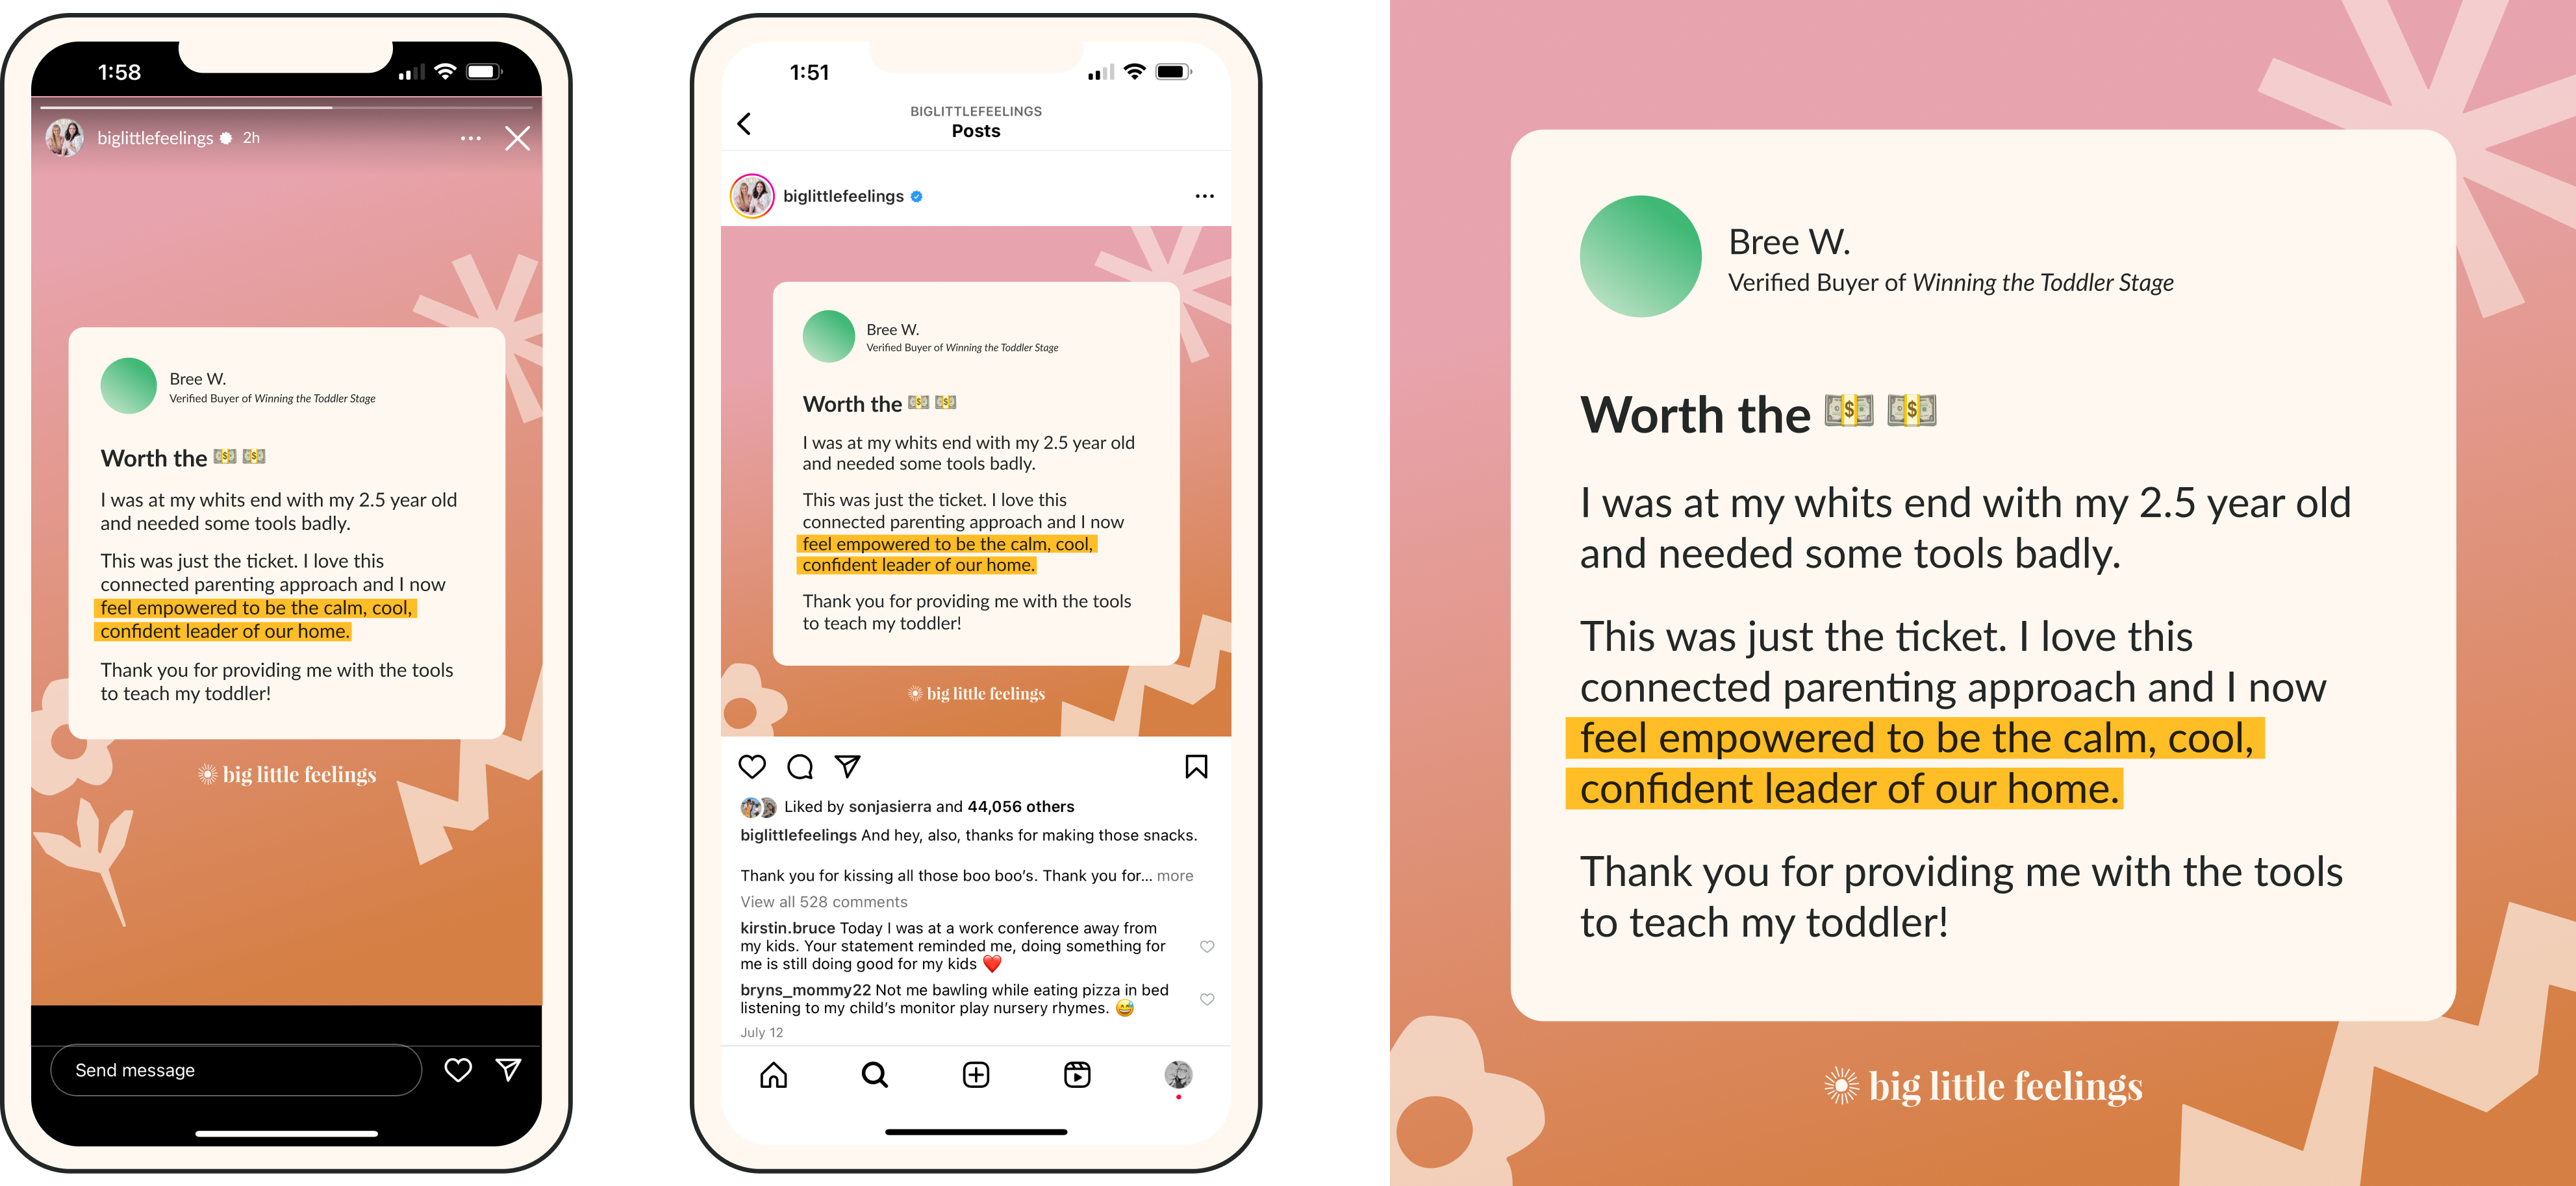 1:58
biglittlefeelings 2h
Bree W.
Verified Buyer of Winning the Toddler Stage
Worth the 💵 💵
I was at my whits end with my 2.5 year old
and needed some tools badly.
This was just the ticket. I love this
connected parenting approach and I now
feel empowered to be the calm, cool,
confident leader of our home.
Thank you for providing me with the tools
to teach my toddler!
big little feelings
Send message
1:51
BIGLITTLEFEELINGS
Posts
biglittlefeelings
Bree W.
Verified Buyer of Winning the Toddler Stage
Worth the 💵 💵
I was at my whits end with my 2.5 year old
and needed some tools badly.
This was just the ticket. I love this
connected parenting approach and I now
feel empowered to be the calm, cool,
confident leader of our home.
Thank you for providing me with the tools
to teach my toddler!
big little feelings
Liked by sonjasierra and 44,056 others
biglittlefeelings And hey, also, thanks for making those snacks.
Thank you for kissing all those boo boo’s. Thank you for... more
View all 528 comments
kirstin.bruce Today I was at a work conference away from
my kids. Your statement reminded me, doing something for
me is still doing good for my kids ❤️
bryns_mommy22 Not me bawling while eating pizza in bed
listening to my child’s monitor play nursery rhymes. 😅
July 12
Bree W.
Verified Buyer of Winning the Toddler Stage
Worth the 💵 💵
I was at my whits end with my 2.5 year old
and needed some tools badly.
This was just the ticket. I love this
connected parenting approach and I now
feel empowered to be the calm, cool,
confident leader of our home.
Thank you for providing me with the tools
to teach my toddler!
big little feelings